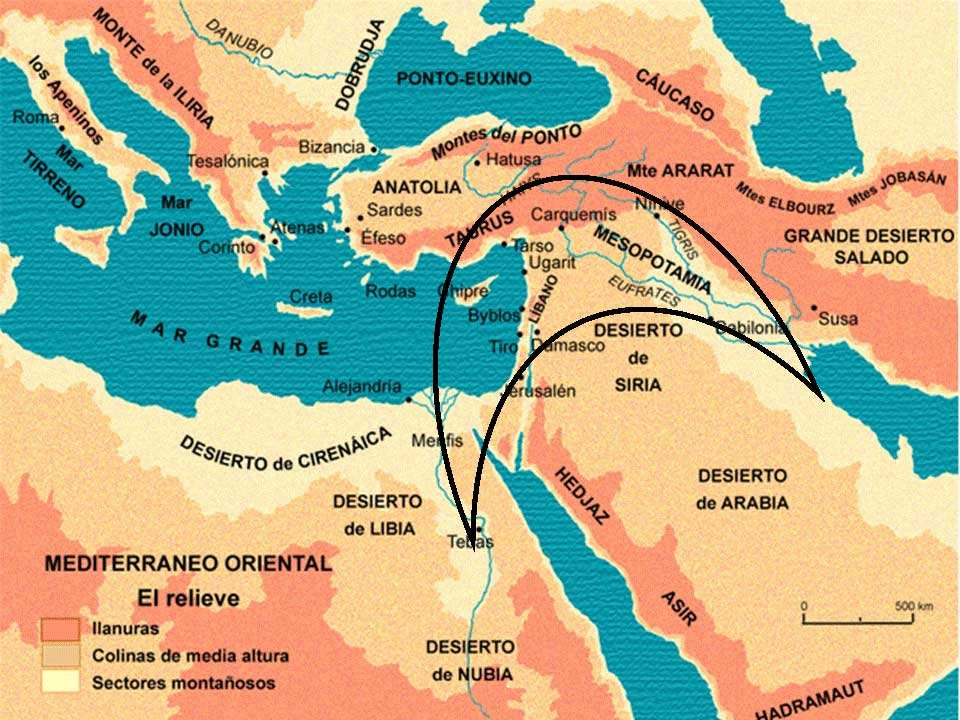 DANUBIO
DOBRUDJA
MONTE de la ILIRIA
los Apeninos
Roma
Mar
TIRRENO
PONTO-EUXINO
CÁUCASO
Bizancia
Montes del PONTO
Hatusa
Tesalónica
Mte ARARAT
Mtes ELBOURZ
Mtes JOBASÁN
ANATOLIA
HALYS
Mar
JONIO
Sardes
Atenas
Corinto
Éfeso
TAURUS
Carquemís
Nínive
TIGRIS
GRANDE DESIERTO
SALADO
Tarso
Ugarit
MESOPOTAMIA
EUFRATES
Creta
Rodas
Chipre
LÍBANO
Byblos
Babilonia
Susa
MAR GRANDE
Tiro
Damasco
DESIERTO
de
SIRIA
Alejandría
Jerusalén
DESIERTO de CIRENÁICA
Menfis
DESIERTO
de LIBIA
HEDJAZ
DESIERTO
de ARABIA
Tebas
MEDITERRANEO ORIENTAL
El relieve
llanuras
Colinas de media altura
Sectores montañosos
ASIR
0 500 km
DESIERTO
de NUBIA
HADRAMAUT